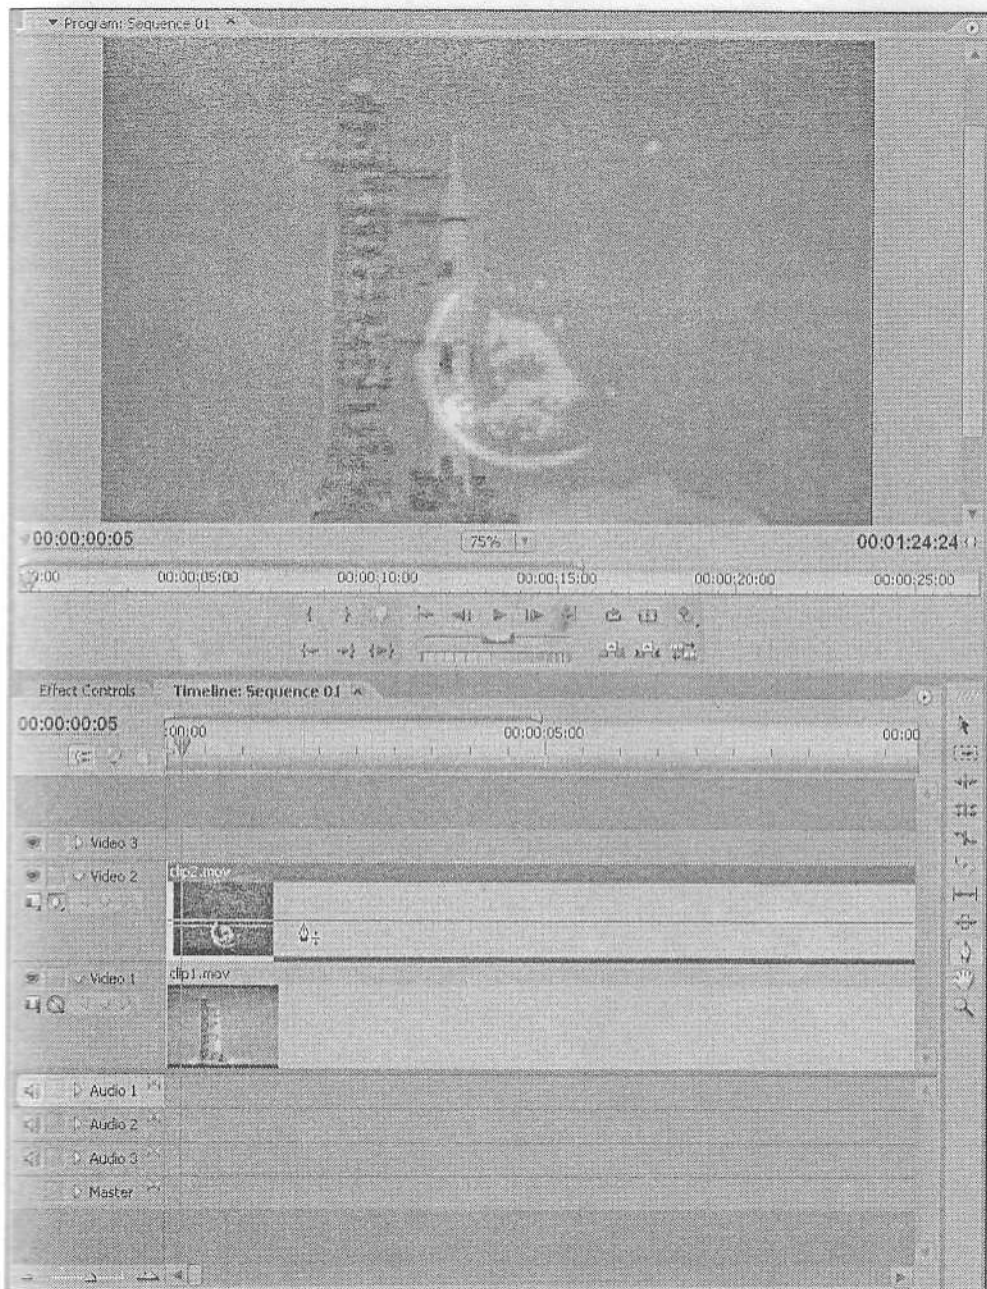 Program: Sequence 01
00:00:00:05 75% 00:01:24:24
00:00:05:00 00:00:10:00 00:00:15:00 00:00:20:00 00:00:25:00
Effect Controls Timeline: Sequence 01
00:00:00:05 :00:00 00:00:05:00 00:00
Video 3
Video 2 clip2.mov
Video 1 clip1.mov
Audio 1
Audio 2
Audio 3
Master